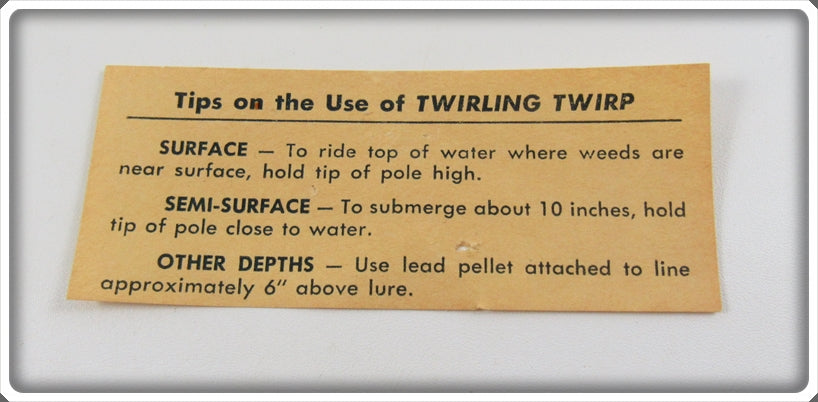 Tips on the Use of TWIRLING TWIRP
SURFACE — To ride top of water where weeds are
near surface, hold tip of pole high.
SEMI-SURFACE — To submerge about 10 inches, hold
tip of pole close to water.
OTHER DEPTHS — Use lead pellet attached to line
approximately 6" above lure.